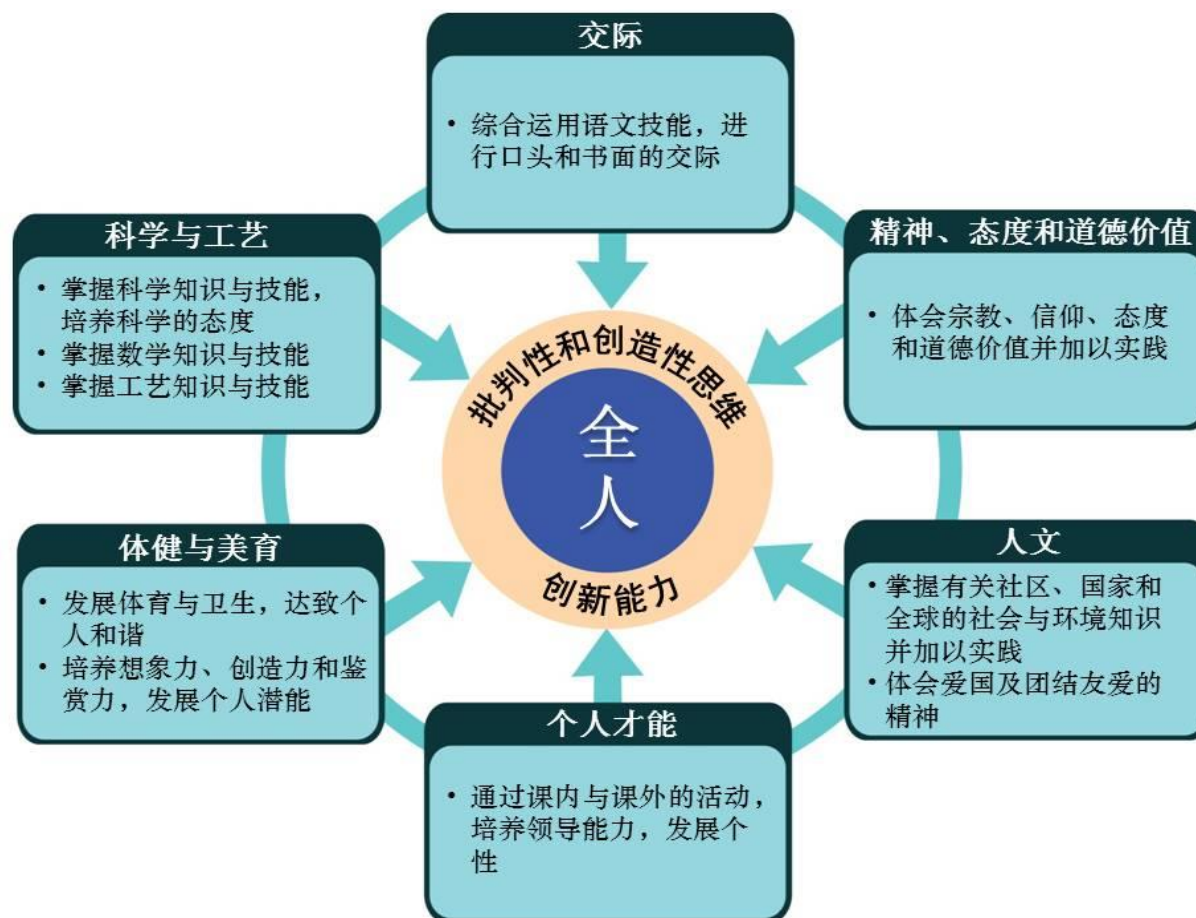 交际
• 综合运用语文技能，进
行口头和书面的交际
科学与工艺
• 掌握科学知识与技能，
培养科学的态度
• 掌握数学知识与技能
• 掌握工艺知识与技能
精神、态度和道德价值
• 体会宗教、信仰、态度
和道德价值并加以实践
批判性和创造性思维
全
人
创新能力
体健与美育
• 发展体育与卫生，达致个
人和谐
• 培养想象力、创造力和鉴
赏力，发展个人潜能
人文
• 掌握有关社区、国家和
全球的社会与环境知识
并加以实践
• 体会爱国及团结友爱的
精神
个人才能
• 通过课内与课外的活动，
培养领导能力，发展个
性